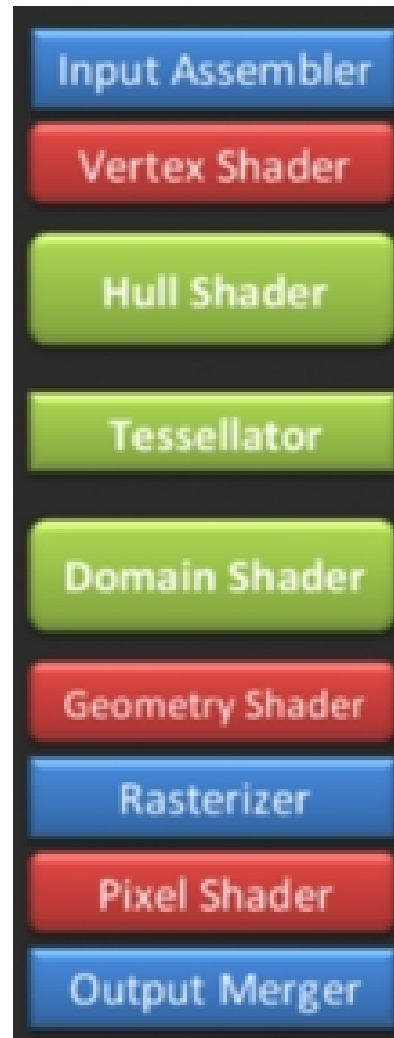 Input Assembler
Vertex Shader
Hull Shader
Tessellator
Domain Shader
Geometry Shader
Rasterizer
Pixel Shader
Output Merger